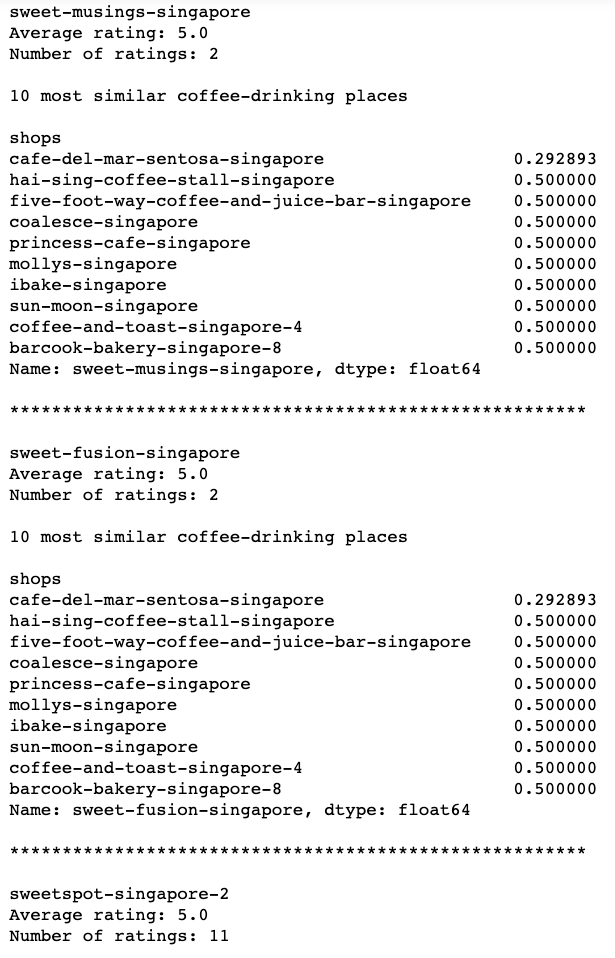 sweet-musings-singapore
Average rating: 5.0
Number of ratings: 2
10 most similar coffee-drinking places
shops
cafe-del-mar-sentosa-singapore 0.292893
hai-sing-coffee-stall-singapore 0.500000
five-foot-way-coffee-and-juice-bar-singapore 0.500000
coalesce-singapore 0.500000
princess-cafe-singapore 0.500000
mollys-singapore 0.500000
ibake-singapore 0.500000
sun-moon-singapore 0.500000
coffee-and-toast-singapore-4 0.500000
barcook-bakery-singapore-8 0.500000
Name: sweet-musings-singapore, dtype: float64
*******************************************************
sweet-fusion-singapore
Average rating: 5.0
Number of ratings: 2
10 most similar coffee-drinking places
shops
cafe-del-mar-sentosa-singapore 0.292893
hai-sing-coffee-stall-singapore 0.500000
five-foot-way-coffee-and-juice-bar-singapore 0.500000
coalesce-singapore 0.500000
princess-cafe-singapore 0.500000
mollys-singapore 0.500000
ibake-singapore 0.500000
sun-moon-singapore 0.500000
coffee-and-toast-singapore-4 0.500000
barcook-bakery-singapore-8 0.500000
Name: sweet-fusion-singapore, dtype: float64
*******************************************************
sweetspot-singapore-2
Average rating: 5.0
Number of ratings: 11